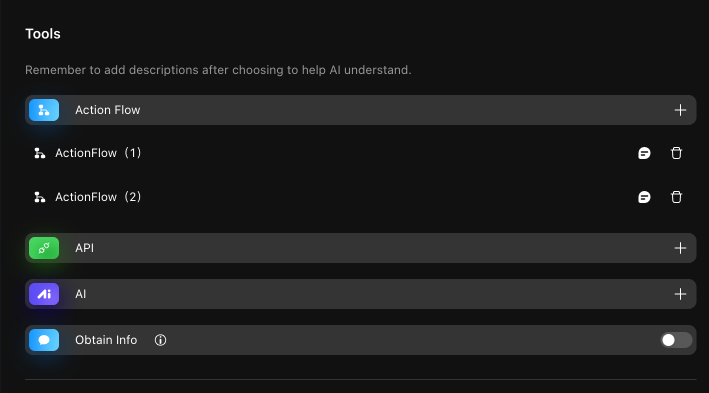 Tools
Remember to add descriptions after choosing to help AI understand.
Action Flow
ActionFlow (1)
ActionFlow (2)
API
Ai AI
Obtain Info